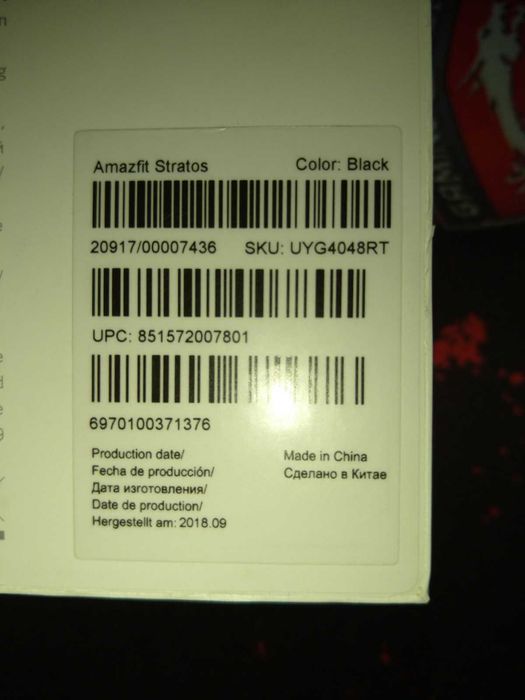 Amazfit Stratos Color: Black
20917/00007436 SKU: UYG4048RT
UPC: 851572007801
6970100371376
Production date/ Made in China
Fecha de producción/ Сделано в Китае
Дата изготовления/
Date de production/
Hergestellt am: 2018.09